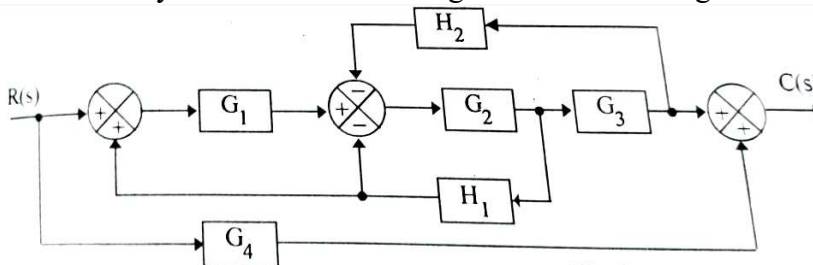 H₂
R(s)
C(s
+
+
G₁
−
+
−
G₂
G₃
+
+
H₁
G₄